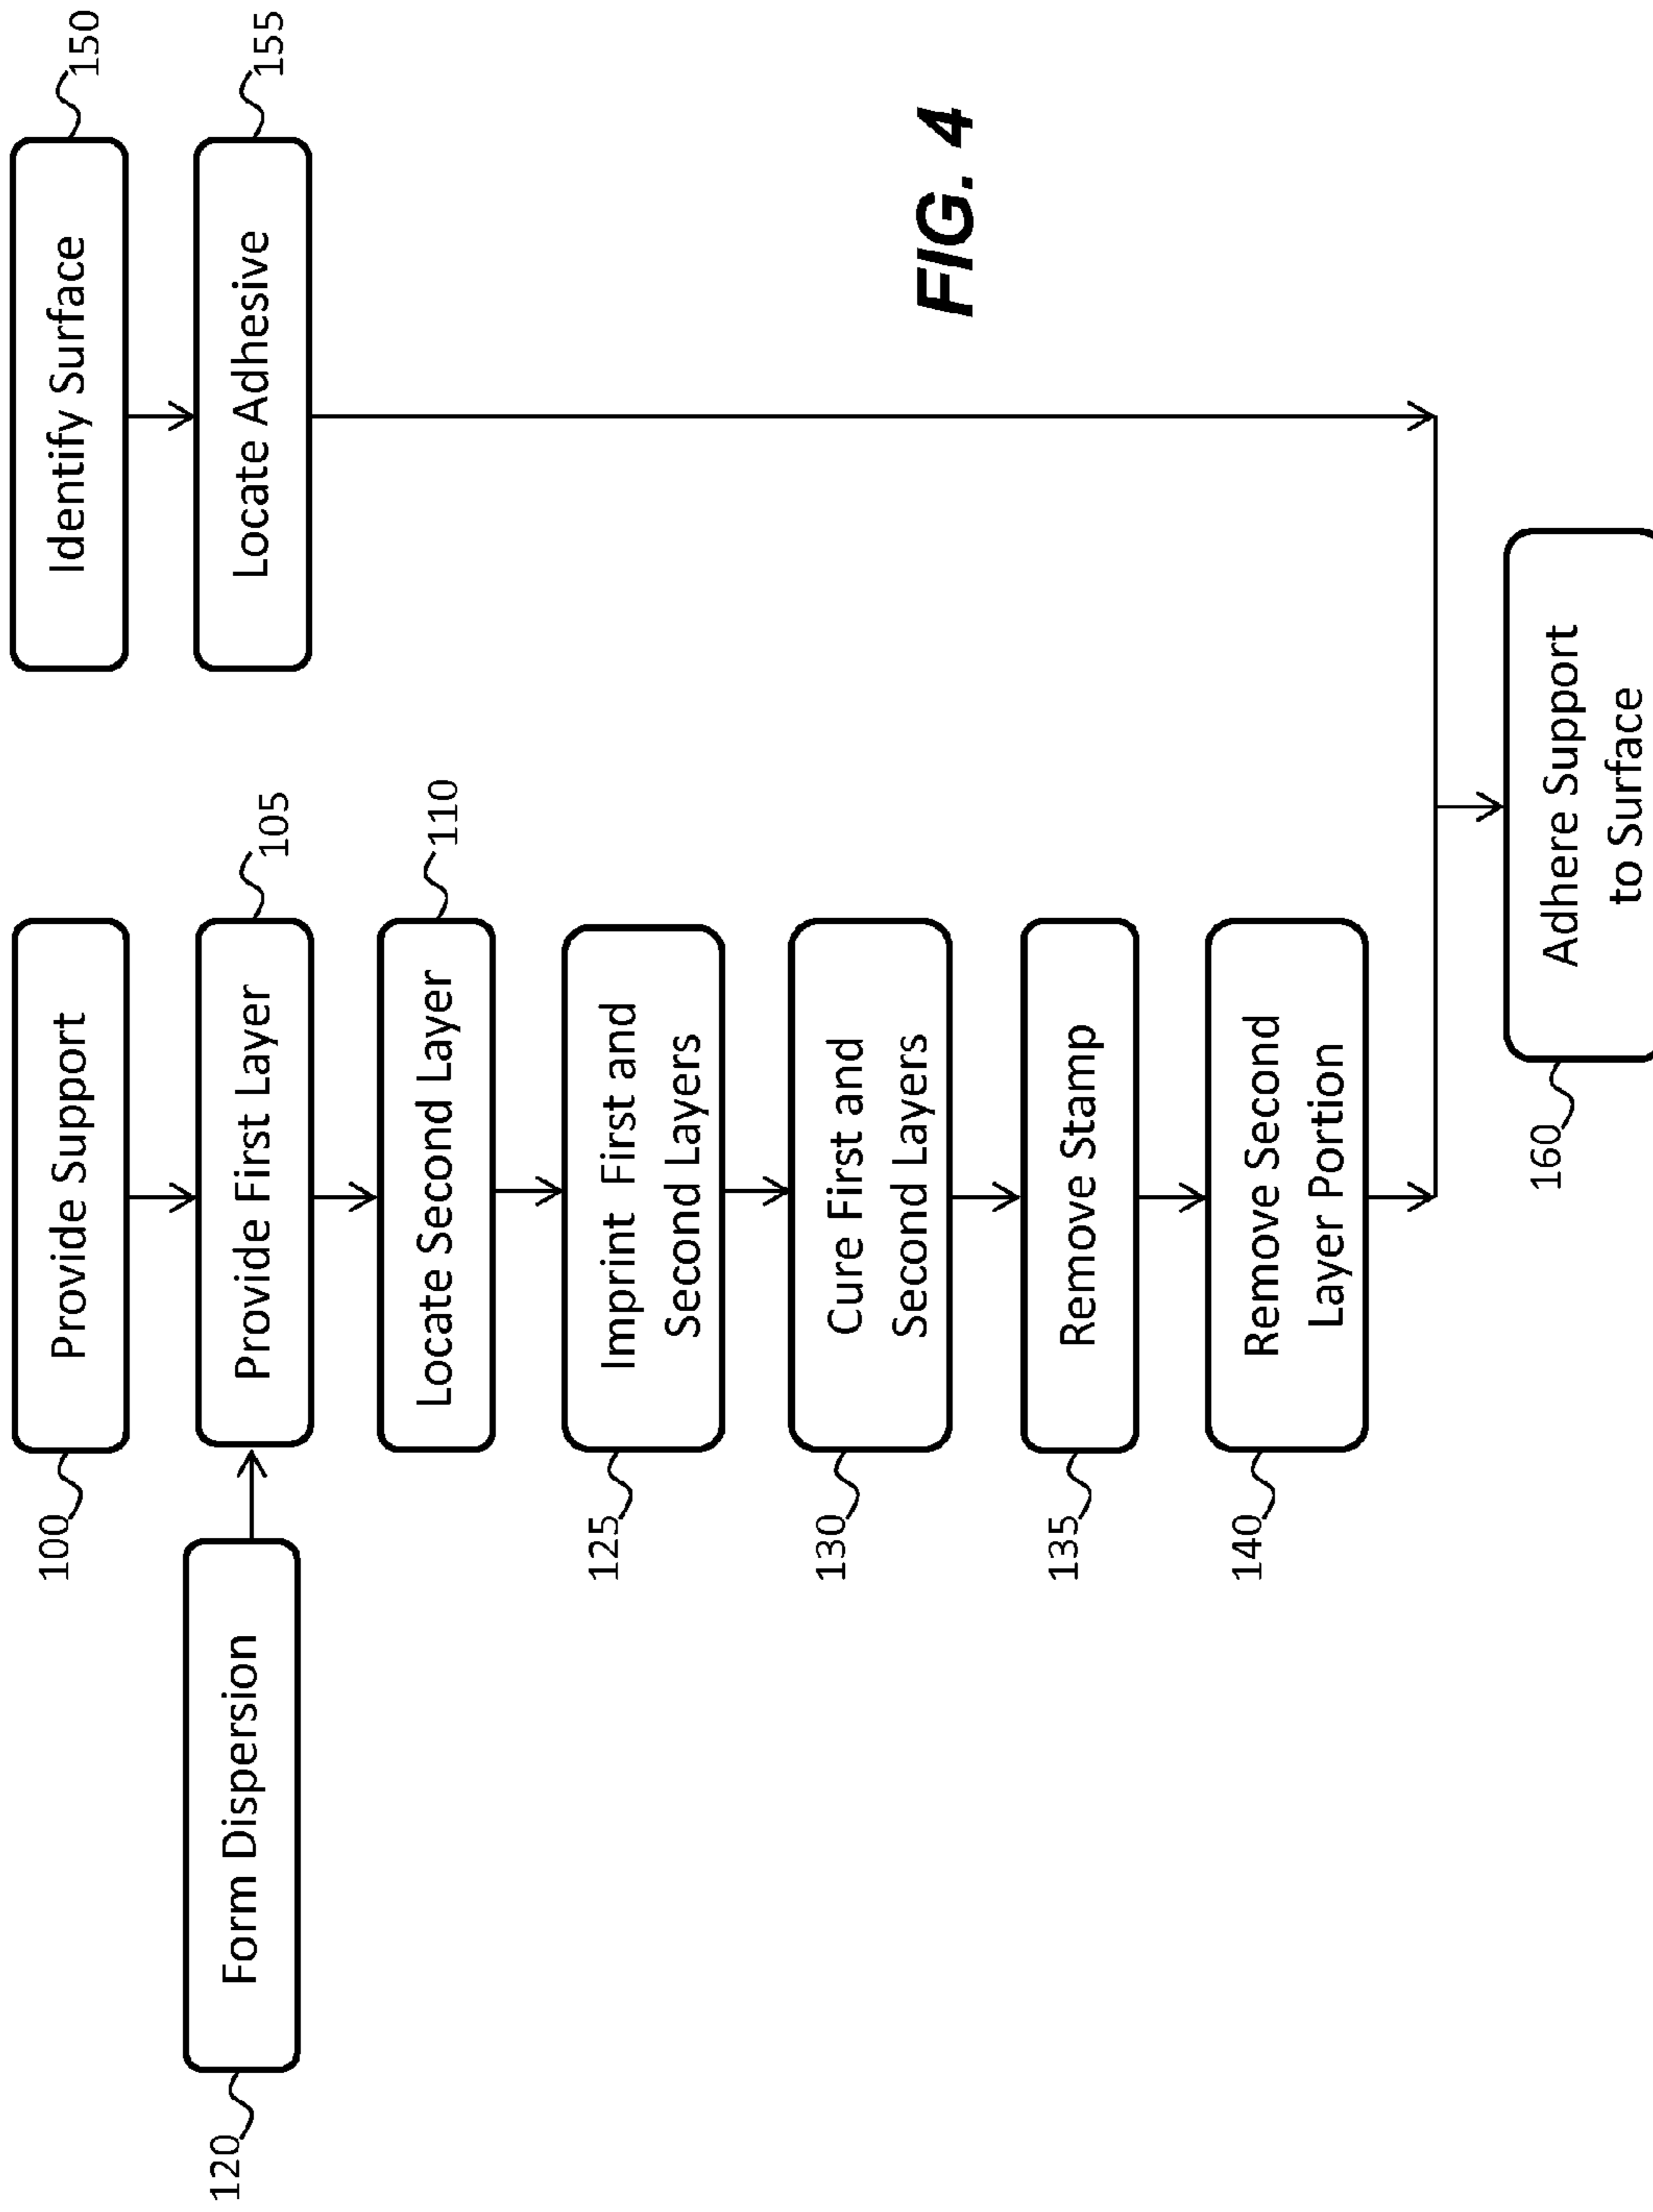 100
Provide Support
Identify Surface
150
120
Form Dispersion
Provide First Layer
105
Locate Adhesive
155
Locate Second Layer
110
125
Imprint First and
Second Layers
130
Cure First and
Second Layers
135
Remove Stamp
140
Remove Second
Layer Portion
160
Adhere Support
to Surface
FIG. 4